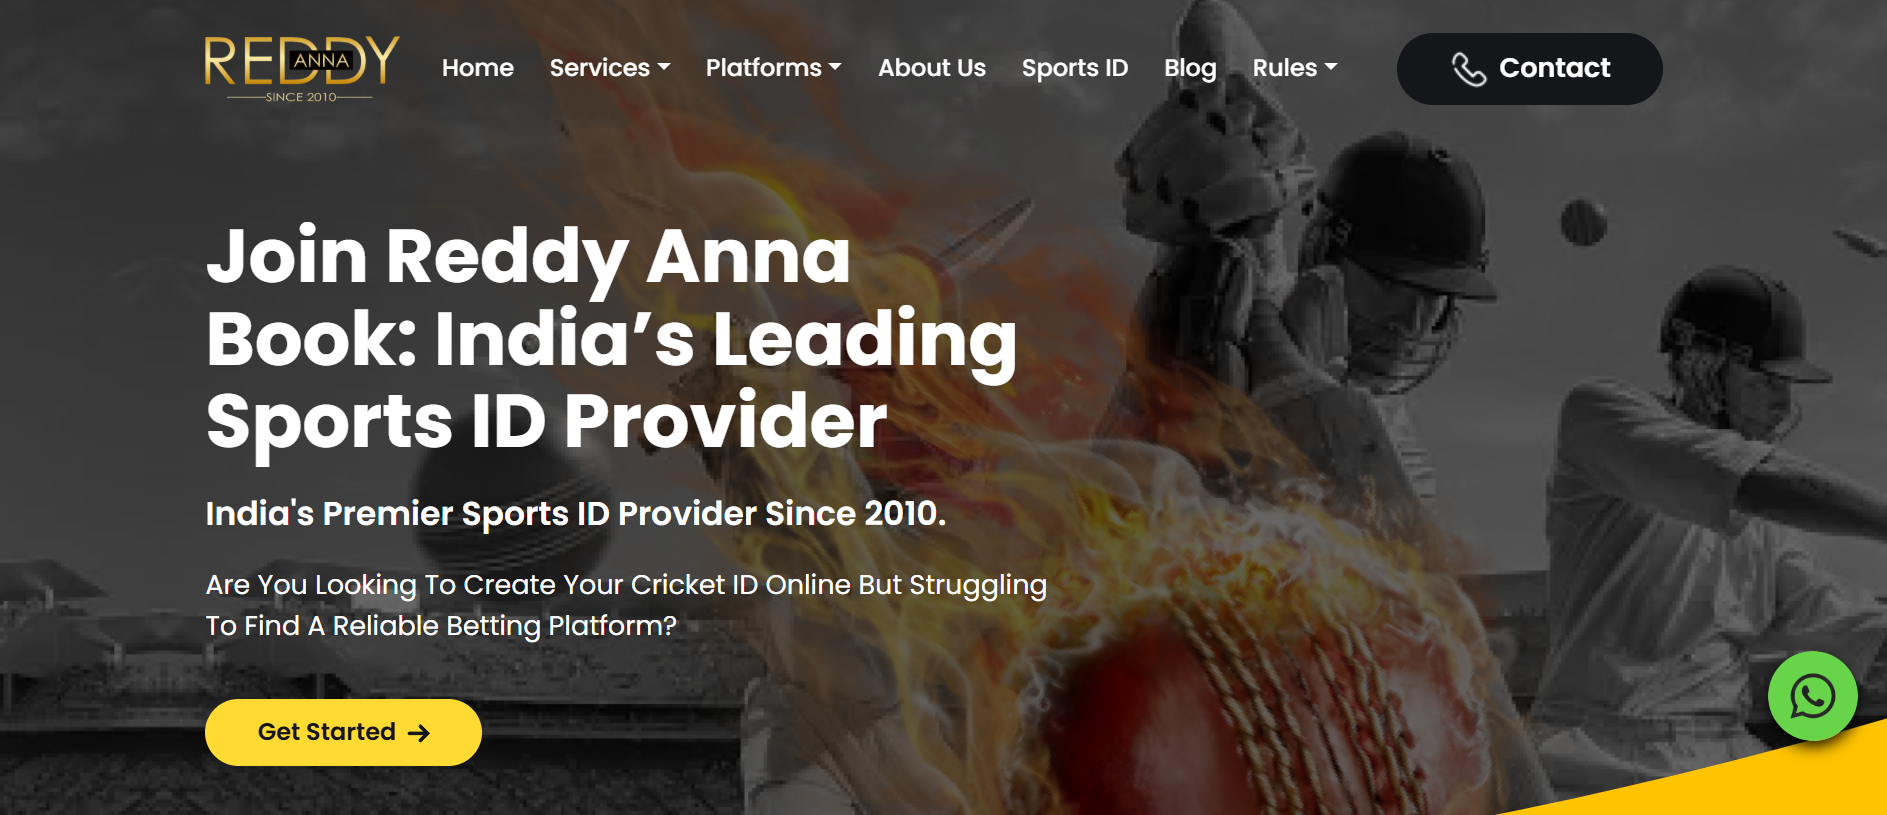 REDDY
ANNA
SINCE 2010
Home
Services
Platforms
About Us
Sports ID
Blog
Rules
Contact
Join Reddy Anna
Book: India’s Leading
Sports ID Provider
India's Premier Sports ID Provider Since 2010.
Are You Looking To Create Your Cricket ID Online But Struggling
To Find A Reliable Betting Platform?
Get Started